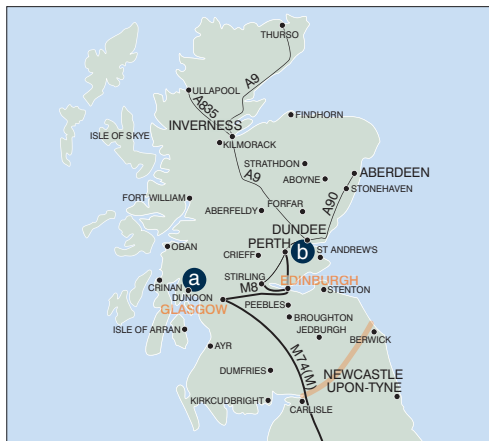 THURSO
A9
ULLAPOOL
A835
FINDHORN
INVERNESS
ISLE OF SKYE
KILMORACK
STRATHDON
ABERDEEN
A9
ABOYNE
STONEHAVEN
FORT WILLIAM
FORFAR
A90
ABERFELDY
DUNDEE
OBAN
PERTH
b
ST ANDREW'S
CRIEFF
a
STIRLING
EDINBURGH
CRINAN
M8
STENTON
DUNOON
GLASGOW
PEEBLES
BROUGHTON
ISLE OF ARRAN
JEDBURGH
BERWICK
AYR
M74(M)
DUMFRIES
NEWCASTLE
UPON-TYNE
KIRKCUDBRIGHT
CARLISLE